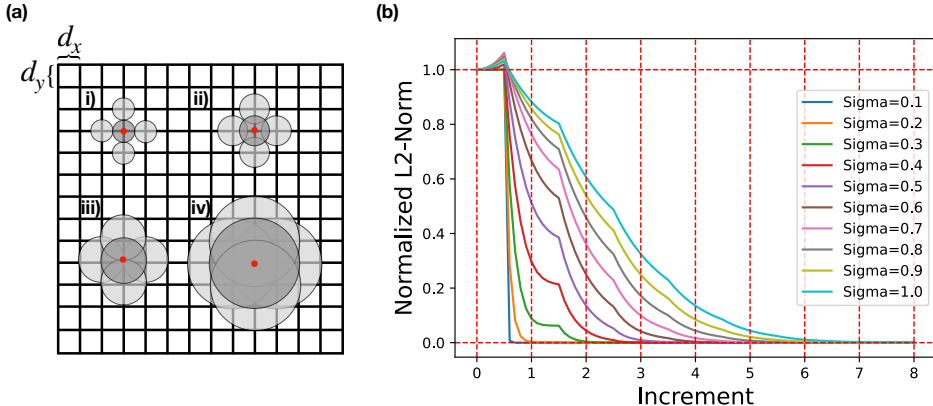 (a)
d_x
d_y{
i)
ii)
iii)
iv)
(b)
Normalized L2-Norm
1.0
0.8
0.6
0.4
0.2
0.0
0 1 2 3 4 5 6 7 8
Increment
Sigma=0.1
Sigma=0.2
Sigma=0.3
Sigma=0.4
Sigma=0.5
Sigma=0.6
Sigma=0.7
Sigma=0.8
Sigma=0.9
Sigma=1.0